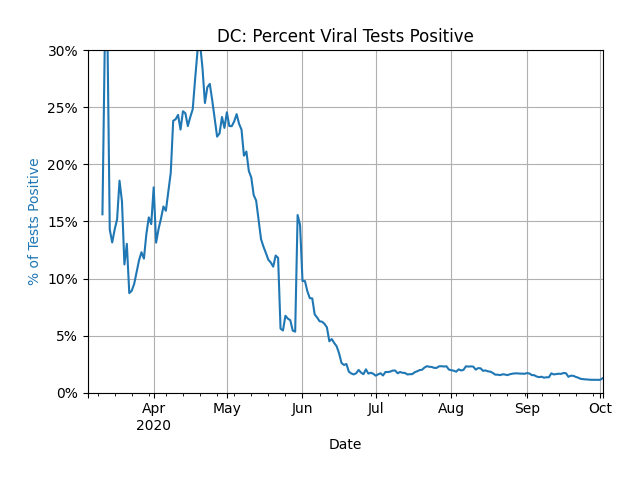 DC: Percent Viral Tests Positive
30%
25%
20%
15%
10%
5%
0%
% of Tests Positive
Apr May Jun Jul Aug Sep Oct
2020
Date